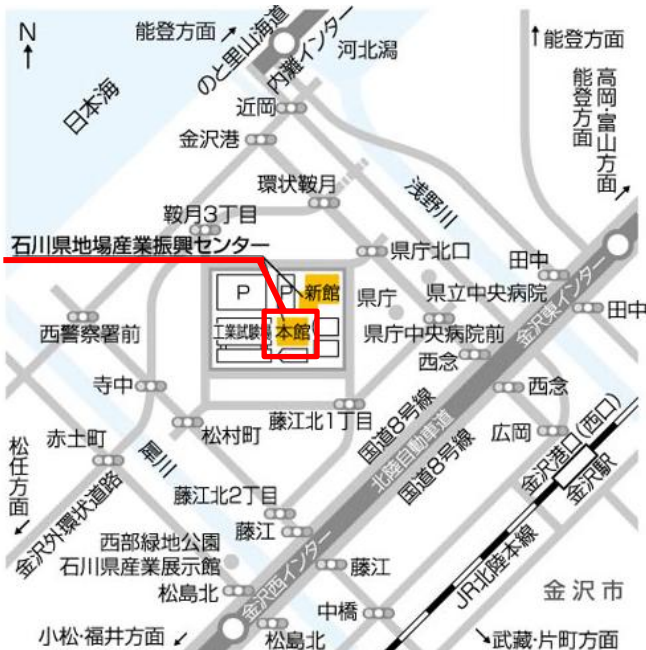 N
能登方面
のと里山海道
内灘インター
河北潟
能登方面
高岡・富山方面
能登方面
日本海
近岡
金沢港
環状鞍月
浅野川
鞍月3丁目
石川県地場産業振興センター
県庁北口
田中
P
P
新館
県庁
県立中央病院
金沢東インター
田中
西警察署前
工業試験場
本館
県庁中央病院前
西念
寺中
西念
藤江北1丁目
国道8号線
北陸自動車道
国道8号線
広岡
金沢港口(西口)
金沢駅
松任方面
赤土町
松村町
犀川
金沢外環状道路
藤江北2丁目
藤江
西部緑地公園
石川県産業展示館
藤江
JR北陸本線
松島北
金沢西インター
中橋
金沢市
小松・福井方面
松島北
武蔵・片町方面